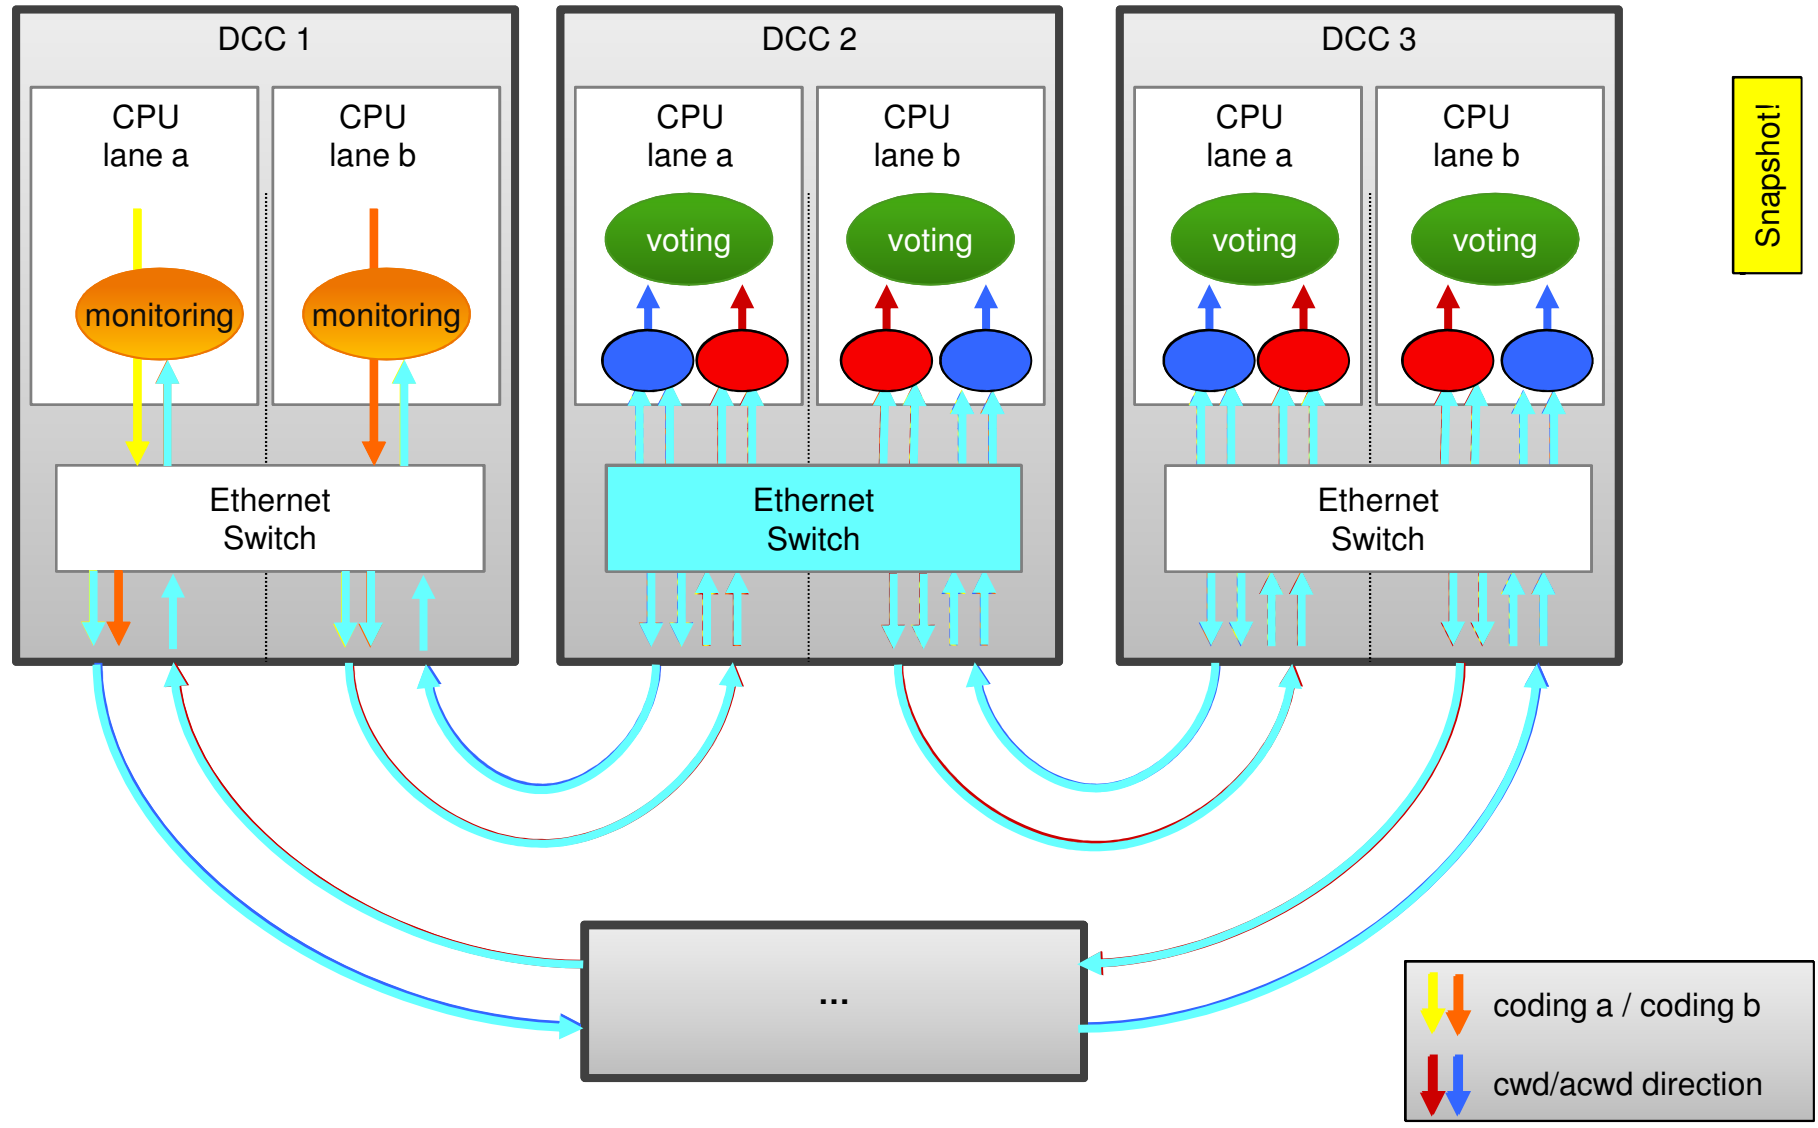 DCC 1
DCC 2
DCC 3
CPU
lane a
CPU
lane b
CPU
lane a
CPU
lane b
CPU
lane a
CPU
lane b
Snapshot!
voting
voting
voting
voting
monitoring
monitoring
Ethernet
Switch
Ethernet
Switch
Ethernet
Switch
...
coding a / coding b
cwd/acwd direction